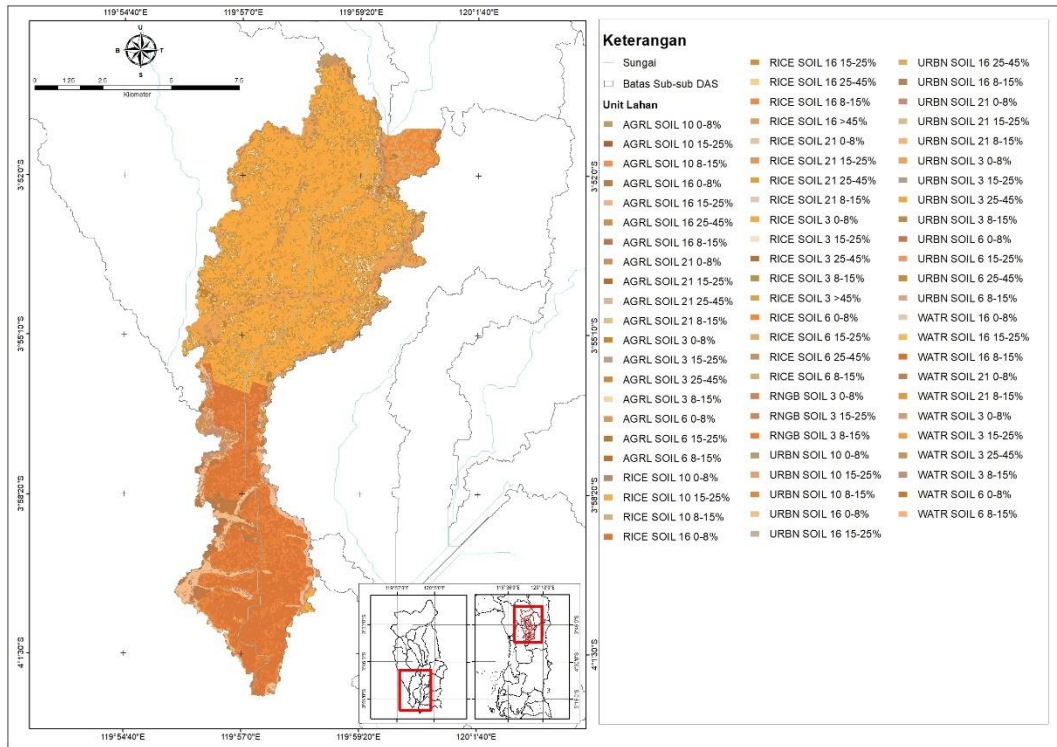 119°54'40"E 119°57'0"E 119°59'20"E 120°1'40"E
U
B T
S
0 1.25 2.5 5 7.5
Kilometer
3°52'0"S
3°55'10"S
3°58'20"S
4°1'30"S
3°52'0"S
3°55'10"S
3°58'20"S
4°1'30"S
119°54'40"E 119°57'0"E 119°59'20"E 120°1'40"E
Keterangan
Sungai
Batas Sub-sub DAS
Unit Lahan
AGRL SOIL 10 0-8%
AGRL SOIL 10 15-25%
AGRL SOIL 10 8-15%
AGRL SOIL 16 0-8%
AGRL SOIL 16 15-25%
AGRL SOIL 16 25-45%
AGRL SOIL 16 8-15%
AGRL SOIL 21 0-8%
AGRL SOIL 21 15-25%
AGRL SOIL 21 25-45%
AGRL SOIL 21 8-15%
AGRL SOIL 3 0-8%
AGRL SOIL 3 15-25%
AGRL SOIL 3 25-45%
AGRL SOIL 3 8-15%
AGRL SOIL 6 0-8%
AGRL SOIL 6 15-25%
AGRL SOIL 6 8-15%
RICE SOIL 10 0-8%
RICE SOIL 10 15-25%
RICE SOIL 10 8-15%
RICE SOIL 16 0-8%
RICE SOIL 16 15-25%
RICE SOIL 16 25-45%
RICE SOIL 16 8-15%
RICE SOIL 16 >45%
RICE SOIL 21 0-8%
RICE SOIL 21 15-25%
RICE SOIL 21 25-45%
RICE SOIL 21 8-15%
RICE SOIL 3 0-8%
RICE SOIL 3 15-25%
RICE SOIL 3 25-45%
RICE SOIL 3 8-15%
RICE SOIL 3 >45%
RICE SOIL 6 0-8%
RICE SOIL 6 15-25%
RICE SOIL 6 25-45%
RICE SOIL 6 8-15%
RNGB SOIL 3 0-8%
RNGB SOIL 3 15-25%
RNGB SOIL 3 8-15%
URBN SOIL 10 0-8%
URBN SOIL 10 15-25%
URBN SOIL 10 8-15%
URBN SOIL 16 0-8%
URBN SOIL 16 15-25%
URBN SOIL 16 25-45%
URBN SOIL 16 8-15%
URBN SOIL 21 0-8%
URBN SOIL 21 15-25%
URBN SOIL 21 8-15%
URBN SOIL 3 0-8%
URBN SOIL 3 15-25%
URBN SOIL 3 25-45%
URBN SOIL 3 8-15%
URBN SOIL 6 0-8%
URBN SOIL 6 15-25%
URBN SOIL 6 25-45%
URBN SOIL 6 8-15%
WATR SOIL 16 0-8%
WATR SOIL 16 15-25%
WATR SOIL 16 8-15%
WATR SOIL 21 0-8%
WATR SOIL 21 8-15%
WATR SOIL 3 0-8%
WATR SOIL 3 15-25%
WATR SOIL 3 25-45%
WATR SOIL 3 8-15%
WATR SOIL 6 0-8%
WATR SOIL 6 8-15%